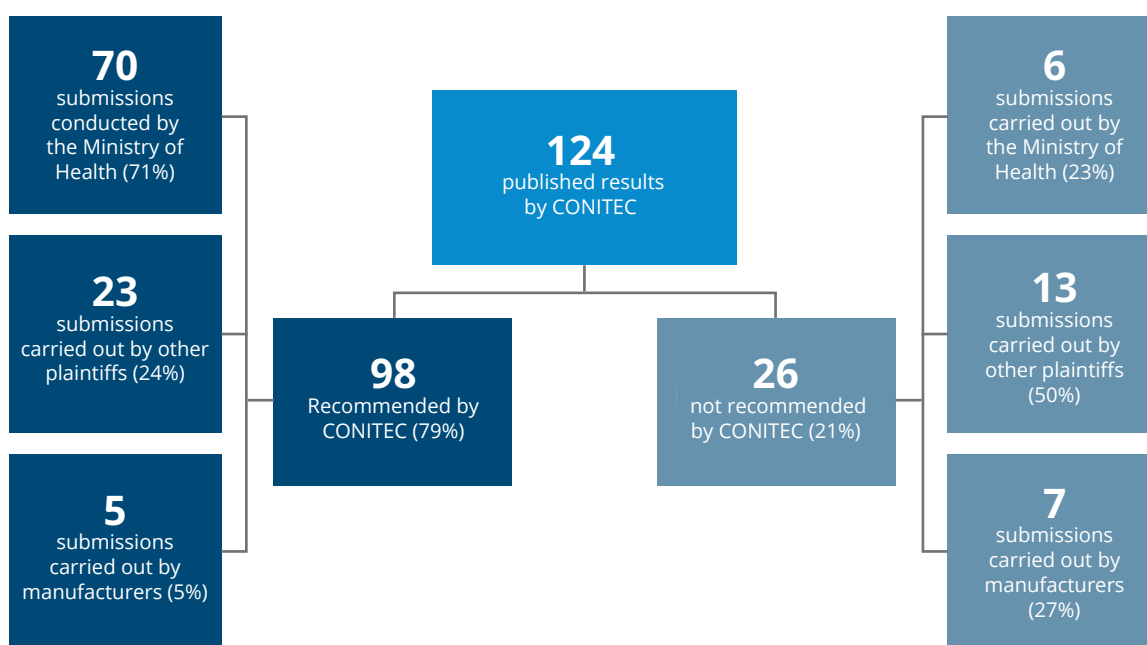 70
submissions
conducted by
the Ministry of
Health (71%)
23
submissions
carried out by other
plaintiffs (24%)
5
submissions
carried out by
manufacturers (5%)
124
published results
by CONITEC
98
Recommended by
CONITEC (79%)
26
not recommended
by CONITEC (21%)
6
submissions
carried out by
the Ministry of
Health (23%)
13
submissions
carried out by
other plaintiffs
(50%)
7
submissions
carried out by
manufacturers
(27%)